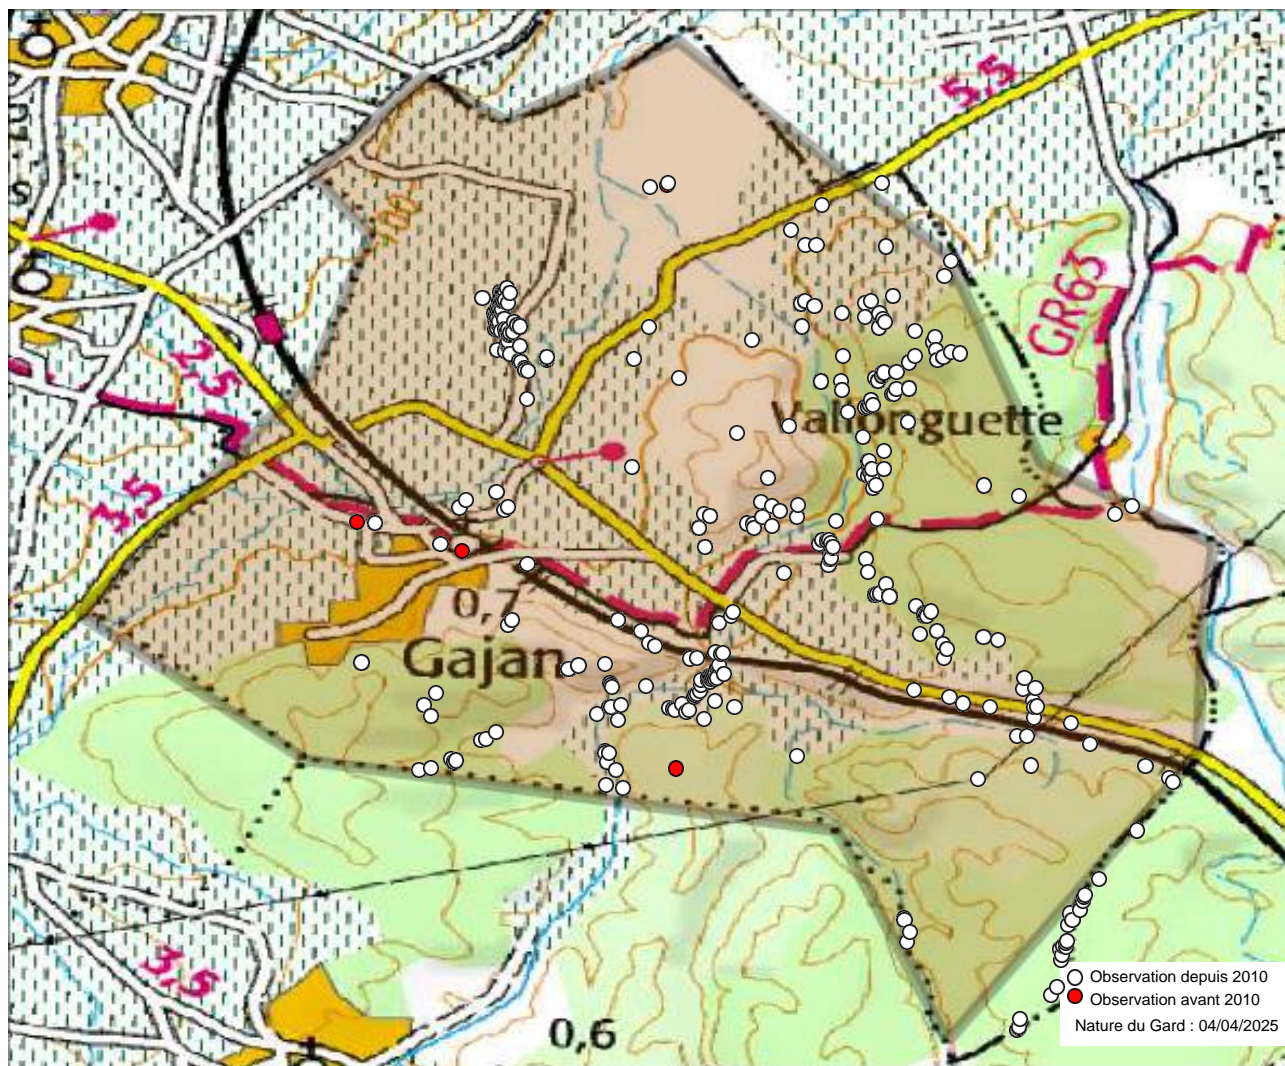 5,5
100
GR63
2,5
Vallonguette
3,5
0,7
Gajan
3,5
0,6
Observation depuis 2010
Observation avant 2010
Nature du Gard : 04/04/2025